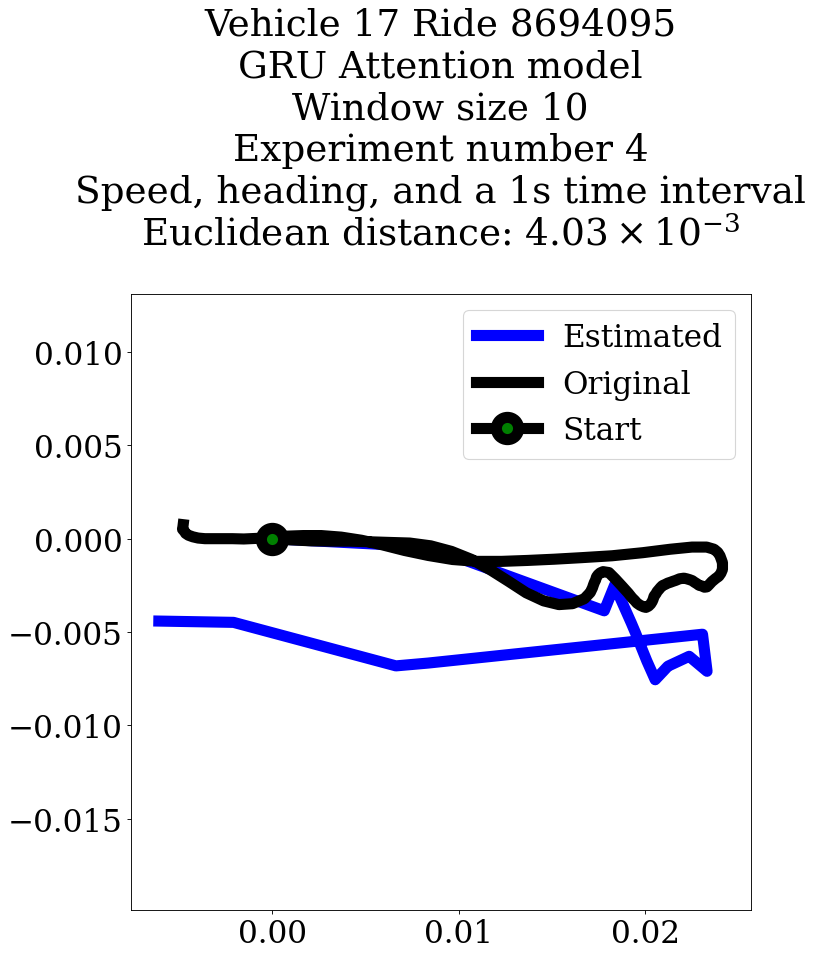 Vehicle 17 Ride 8694095
GRU Attention model
Window size 10
Experiment number 4
Speed, heading, and a 1s time interval
Euclidean distance: 4.03 × 10⁻³
Estimated
Original
Start
0.010
0.005
0.000
−0.005
−0.010
−0.015
0.00 0.01 0.02